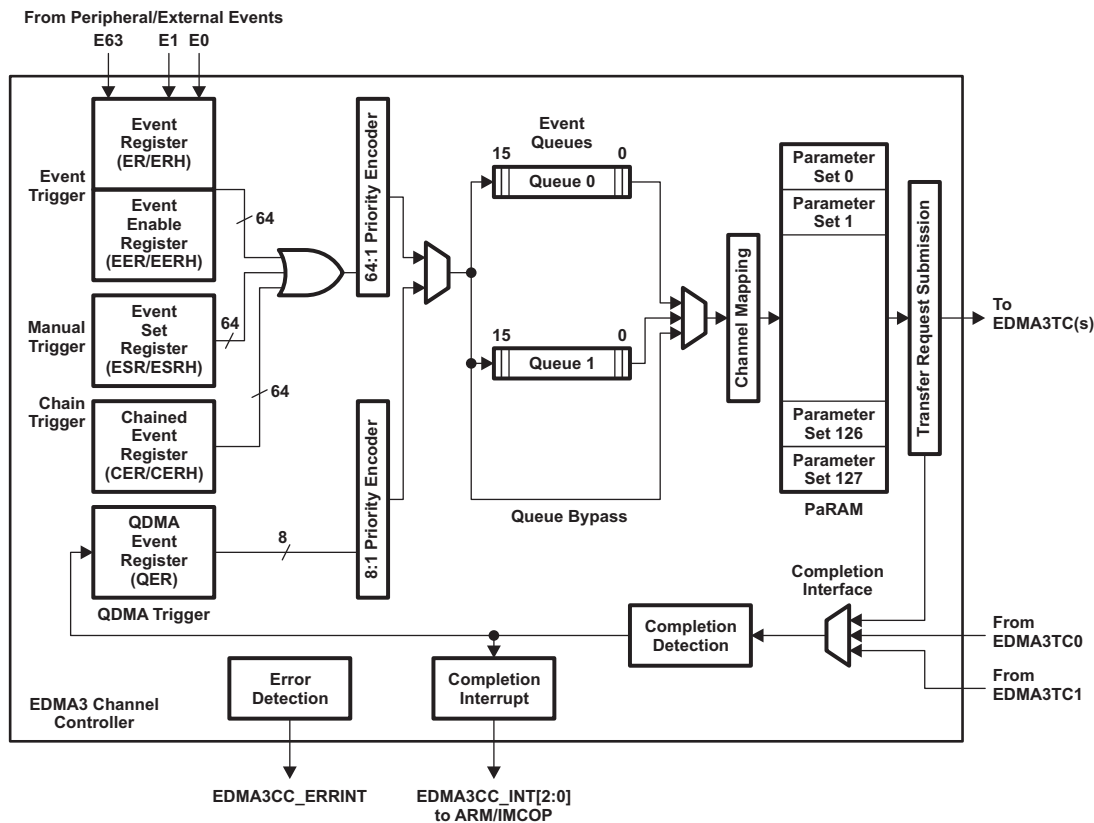 From Peripheral/External Events
E63 E1 E0
Event
Register
(ER/ERH)
Event
Trigger
Event
Enable
Register
(EER/EERH)
64
Manual
Trigger
Event
Set
Register
(ESR/ESRH)
64
Chain
Trigger
Chained
Event
Register
(CER/CERH)
64
QDMA
Event
Register
(QER)
QDMA Trigger
8
64:1 Priority Encoder
8:1 Priority Encoder
Event
Queues
15 0
Queue 0
15 0
Queue 1
Queue Bypass
Channel Mapping
Parameter
Set 0
Parameter
Set 1
Parameter
Set 126
Parameter
Set 127
PaRAM
Transfer Request Submission
To
EDMA3TC(s)
Completion
Interface
From
EDMA3TC0
From
EDMA3TC1
Completion
Detection
Error
Detection
Completion
Interrupt
EDMA3 Channel
Controller
EDMA3CC_ERRINT
EDMA3CC_INT[2:0]
to ARM/IMCOP